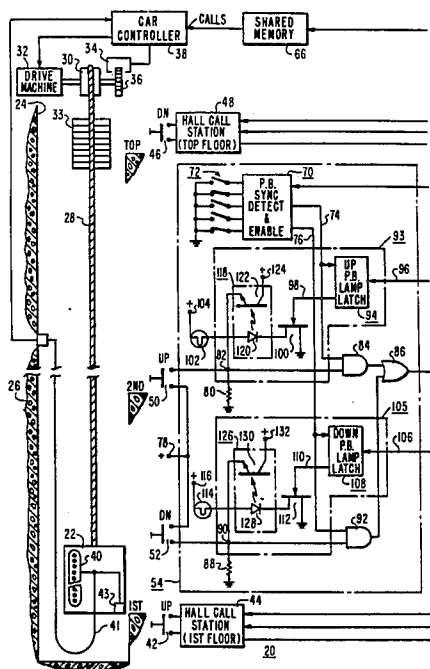 CAR
CONTROLLER
38
CALLS
SHARED
MEMORY
66
32
DRIVE
MACHINE
30
34
36
24
33
TOP
DN
46
48
HALL CALL
STATION
(TOP FLOOR)
28
72
70
P.B.
SYNC
DETECT
&
ENABLE
74
76
93
118
122
+
124
UP
P.B.
LAMP
LATCH
94
96
98
+
104
120
100
102
84
86
26
2ND
UP
50
82
80
105
78
+
126
130
+
132
DOWN
P.B.
LAMP
LATCH
108
106
110
+
116
114
128
112
DN
52
90
92
88
54
22
40
43
41
1ST
UP
42
44
HALL CALL
STATION
(1ST FLOOR)
20